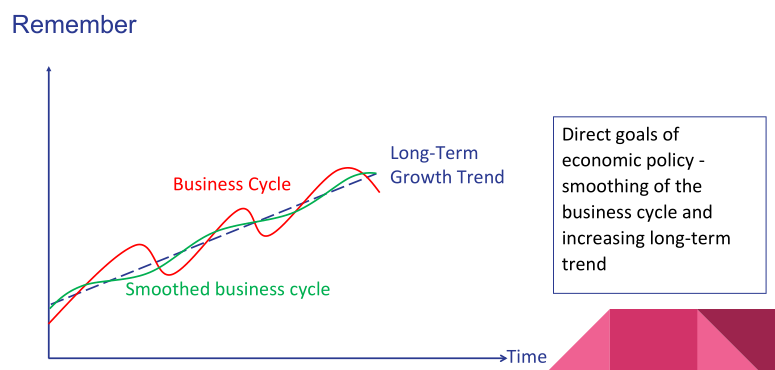 Remember
Long-Term
Growth Trend
Business Cycle
Smoothed business cycle
Time
Direct goals of
economic policy -
smoothing of the
business cycle and
increasing long-term
trend